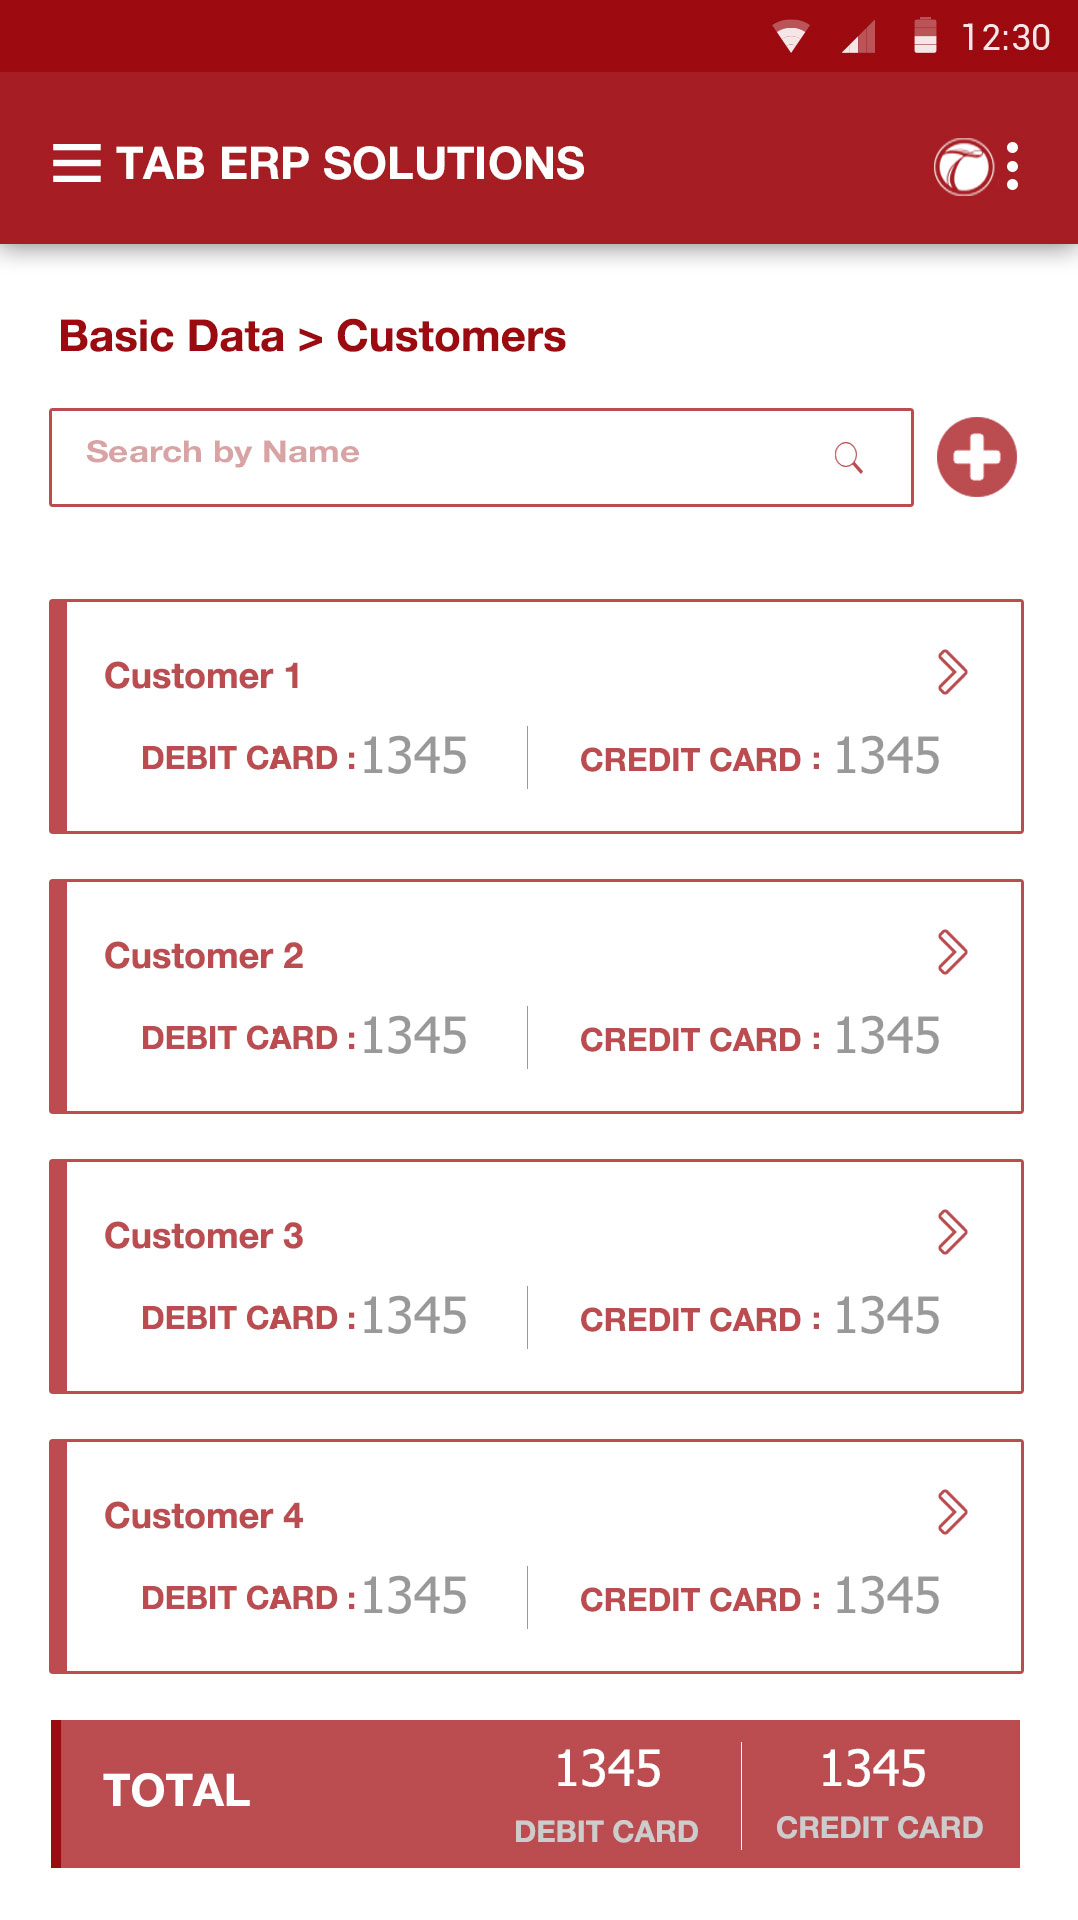 12:30
TAB ERP SOLUTIONS
Basic Data > Customers
Search by Name
Customer 1
DEBIT CARD : 1345 CREDIT CARD : 1345
Customer 2
DEBIT CARD : 1345 CREDIT CARD : 1345
Customer 3
DEBIT CARD : 1345 CREDIT CARD : 1345
Customer 4
DEBIT CARD : 1345 CREDIT CARD : 1345
TOTAL
1345 1345
DEBIT CARD CREDIT CARD